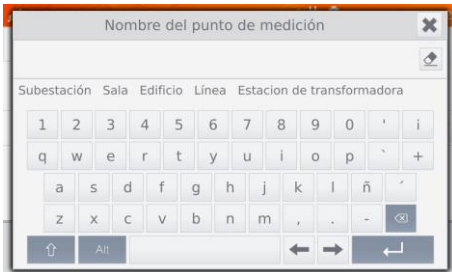 Nombre del punto de medición
Subestación Sala Edificio Línea Estacion de transformadora
1 2 3 4 5 6 7 8 9 0 ' ¡
q w e r t y u i o p ` +
a s d f g h j k l ñ ´
z x c v b n m , . -
Alt